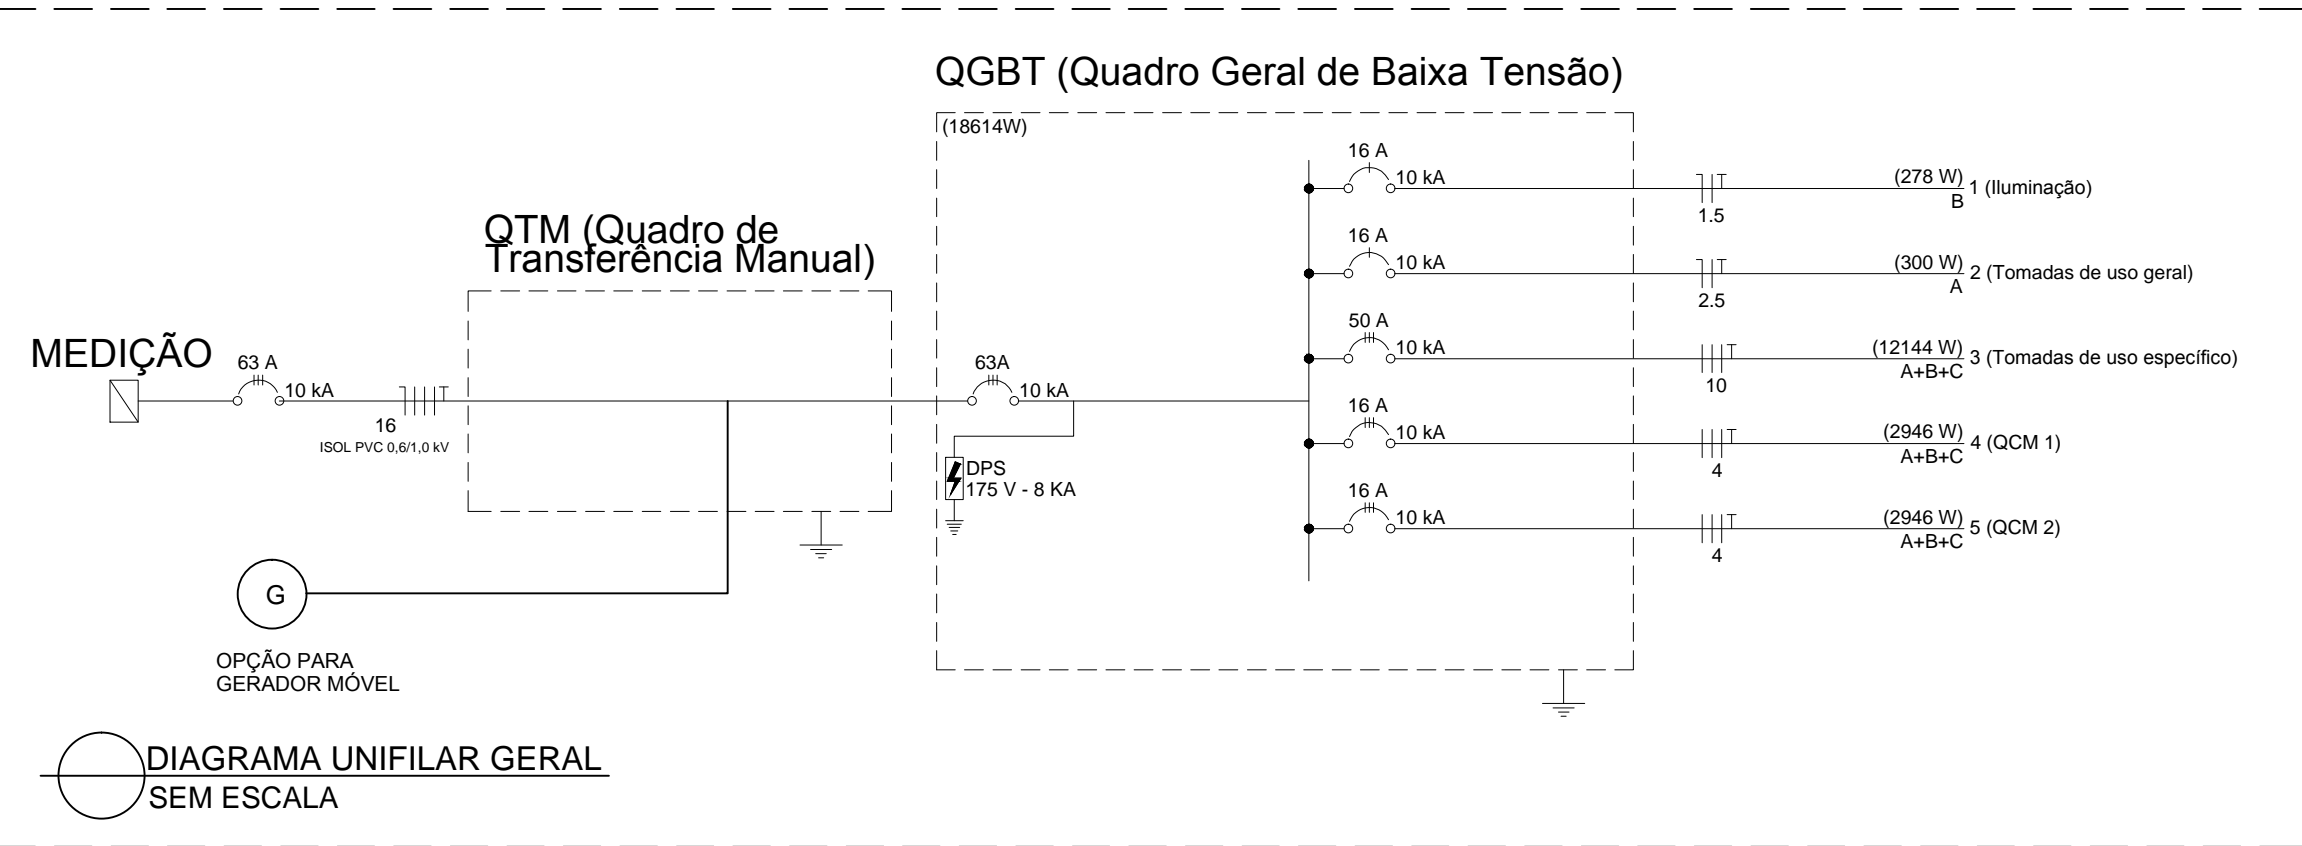 QGBT (Quadro Geral de Baixa Tensão)
(18614W)
QTM (Quadro de
Transferência Manual)
MEDIÇÃO
63 A
10 kA
16
ISOL PVC 0,6/1,0 kV
63A
10 kA
DPS
175 V - 8 KA
16 A
10 kA
1.5
(278 W)
B
1 (Iluminação)
16 A
10 kA
2.5
(300 W)
A
2 (Tomadas de uso geral)
50 A
10 kA
10
(12144 W)
A+B+C
3 (Tomadas de uso específico)
16 A
10 kA
4
(2946 W)
A+B+C
4 (QCM 1)
16 A
10 kA
4
(2946 W)
A+B+C
5 (QCM 2)
G
OPÇÃO PARA
GERADOR MÓVEL
DIAGRAMA UNIFILAR GERAL
SEM ESCALA